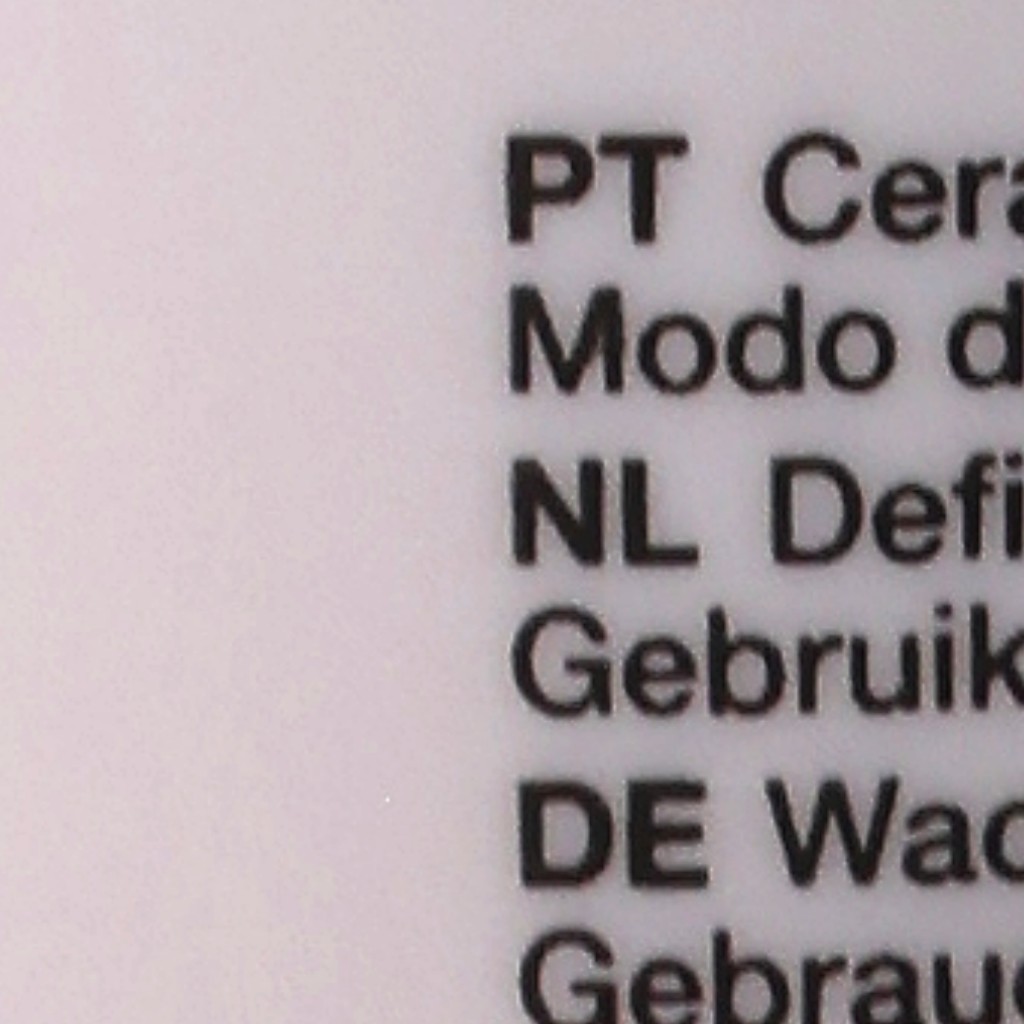 PT Cera
Modo d
NL Defi
Gebruik
DE Wac
Gebrauc